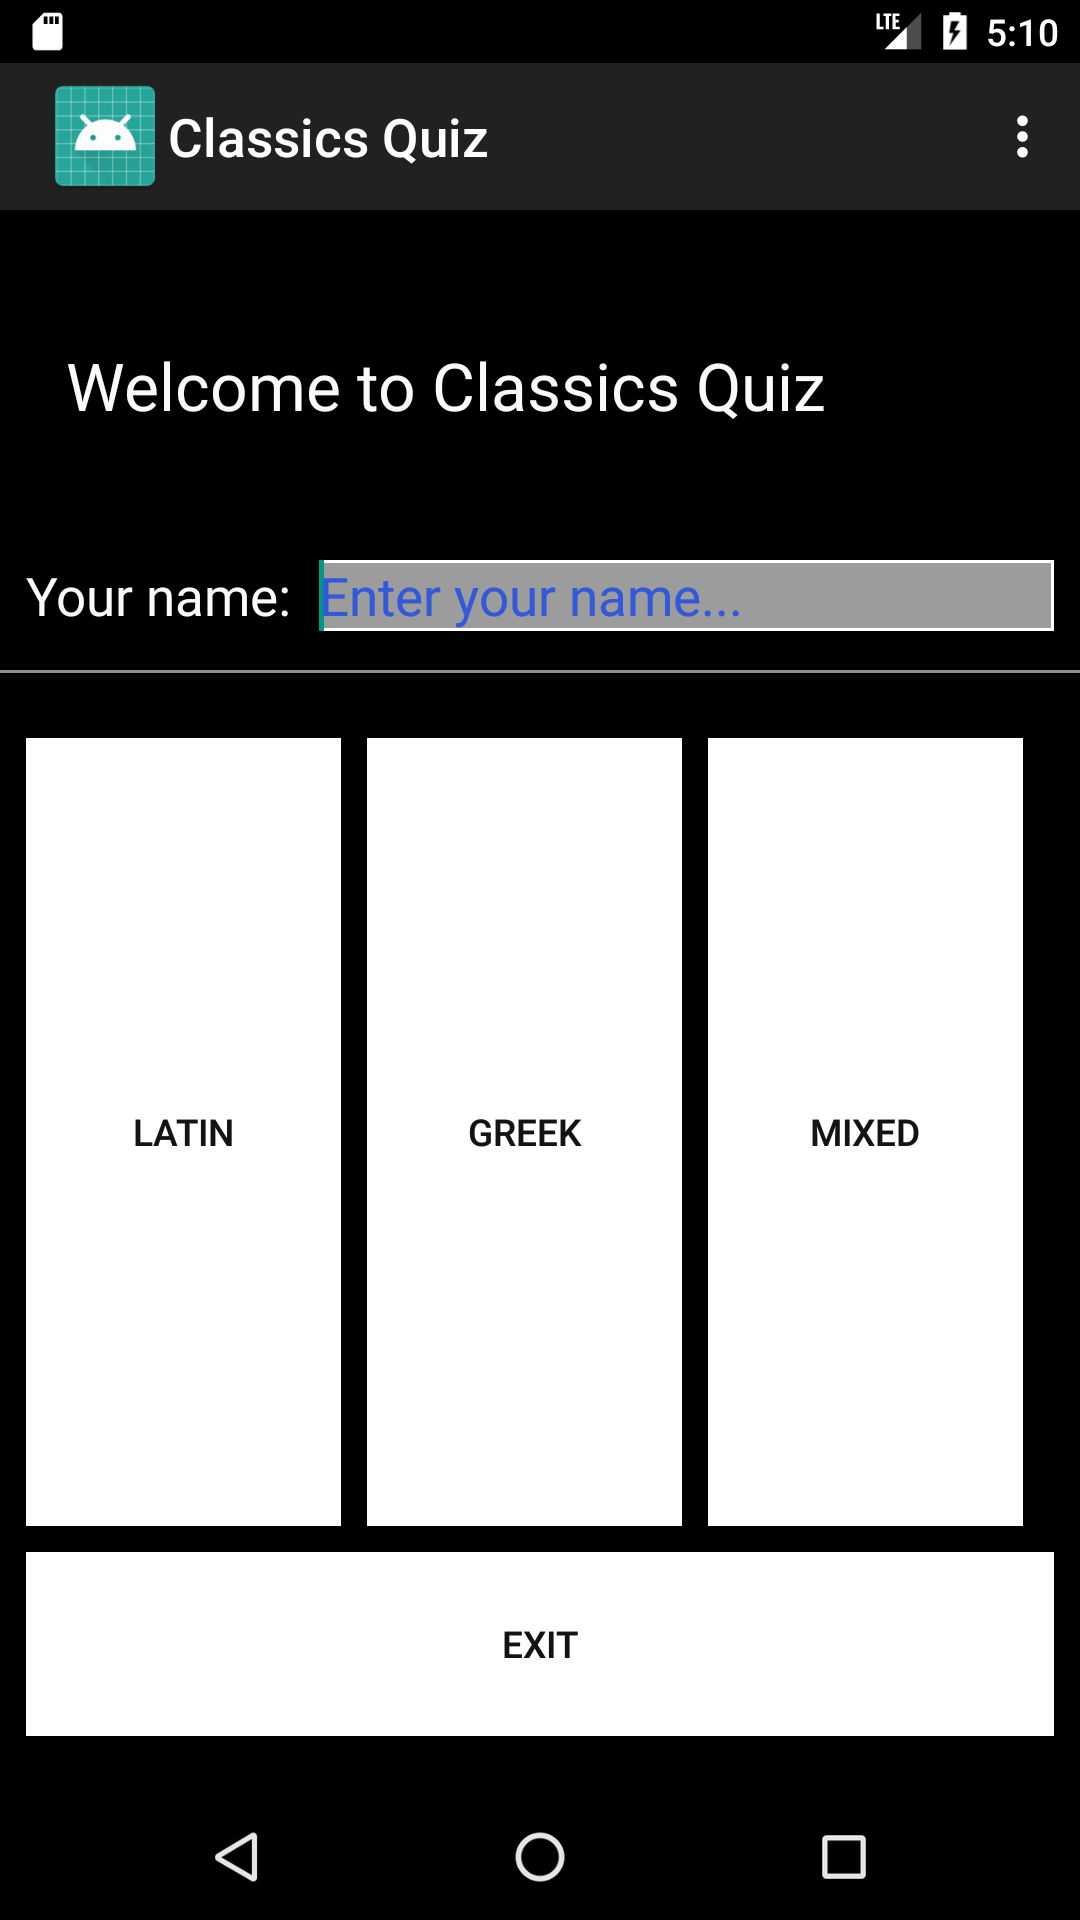 LTE 5:10
Classics Quiz
Welcome to Classics Quiz
Your name: Enter your name...
LATIN GREEK MIXED
EXIT